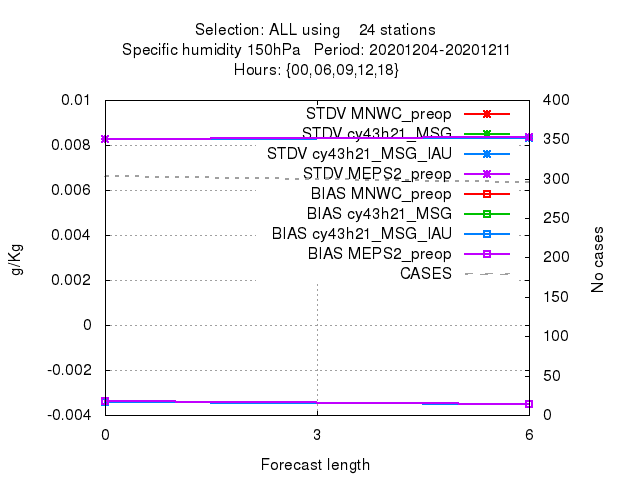 Selection: ALL using 24 stations
Specific humidity 150hPa Period: 20201204-20201211
Hours: {00,06,09,12,18}
0.01
0.008
0.006
0.004
0.002
0
-0.002
-0.004
g/Kg
STDV MNWC_preop
STDV cy43h21_MSG
STDV cy43h21_MSG_IAU
STDV MEPS2_preop
BIAS MNWC_preop
BIAS cy43h21_MSG
BIAS cy43h21_MSG_IAU
BIAS MEPS2_preop
CASES
400
350
300
250
200
150
100
50
0
No cases
0 3 6
Forecast length